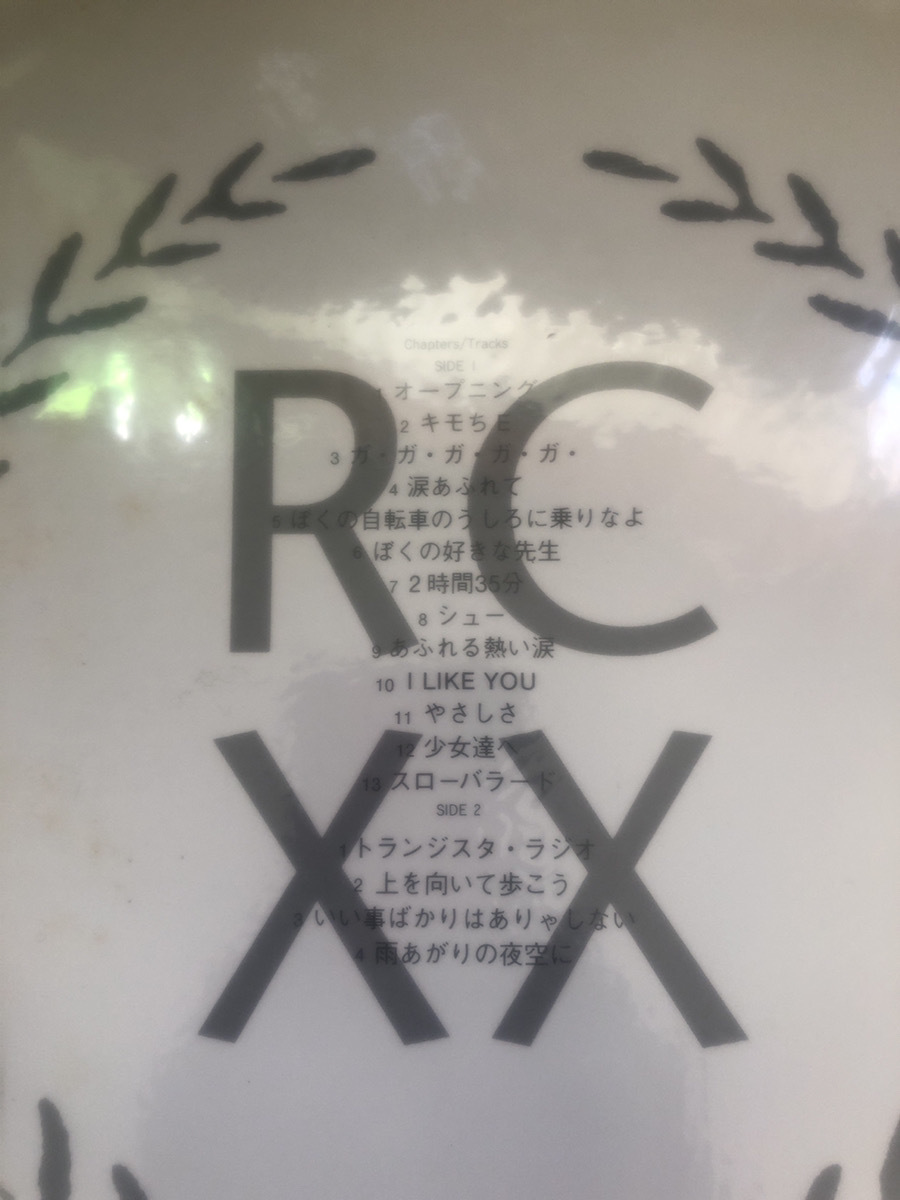 RC
XX
Chapters/Tracks
SIDE 1
1 オープニング
2 キモちE
3 ガ・ガ・ガ・ガ・ガ・
4 涙あふれて
5 ぼくの自転車のうしろに乗りなよ
6 ぼくの好きな先生
7 2時間35分
8 シュー
9 あふれる熱い涙
10 I LIKE YOU
11 やさしさ
12 少女達へ
13 スローバラード
SIDE 2
1 トランジスタ・ラジオ
2 上を向いて歩こう
3 いい事ばかりはありゃしない
4 雨あがりの夜空に